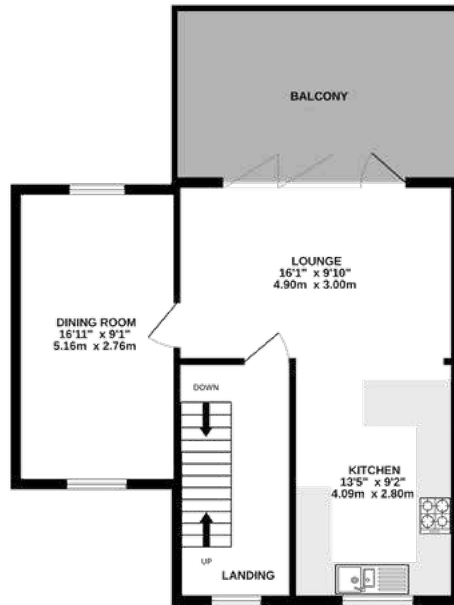 BALCONY
LOUNGE
16'1" x 9'10"
4.90m x 3.00m
DINING ROOM
16'11" x 9'1"
5.16m x 2.76m
DOWN
KITCHEN
13'5" x 9'2"
4.09m x 2.80m
UP
LANDING